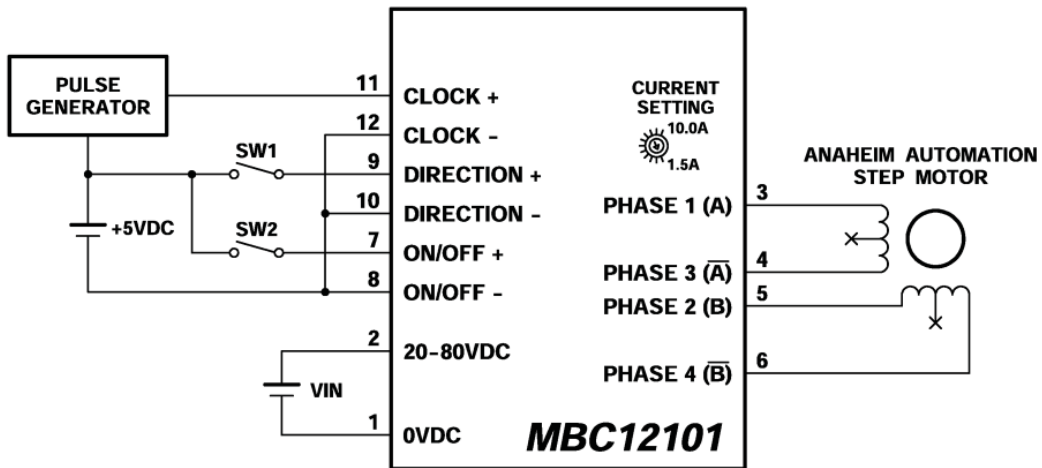 PULSE
GENERATOR
11
CLOCK +
12
CLOCK -
SW1
9
DIRECTION +
10
DIRECTION -
+5VDC
SW2
7
ON/OFF +
8
ON/OFF -
2
20-80VDC
VIN
1
0VDC
CURRENT
SETTING
10.0A
1.5A
ANAHEIM AUTOMATION
STEP MOTOR
3
PHASE 1 (A)
4
PHASE 3 (A̅)
5
PHASE 2 (B)
6
PHASE 4 (B̅)
MBC12101